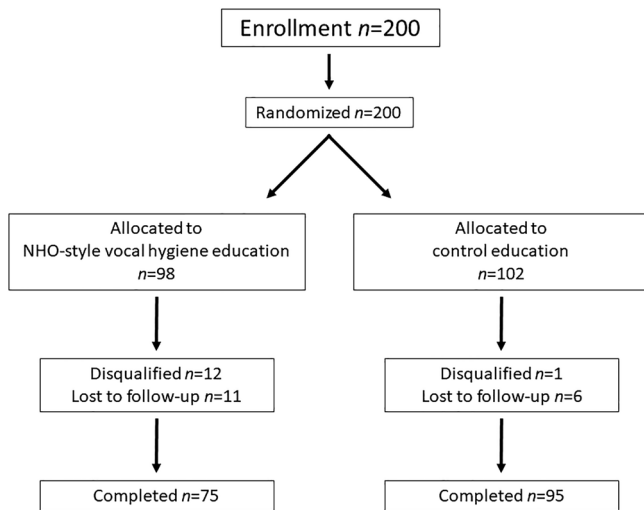 Enrollment n=200
Randomized n=200
Allocated to
NHO-style vocal hygiene education
n=98
Allocated to
control education
n=102
Disqualified n=12
Lost to follow-up n=11
Disqualified n=1
Lost to follow-up n=6
Completed n=75
Completed n=95